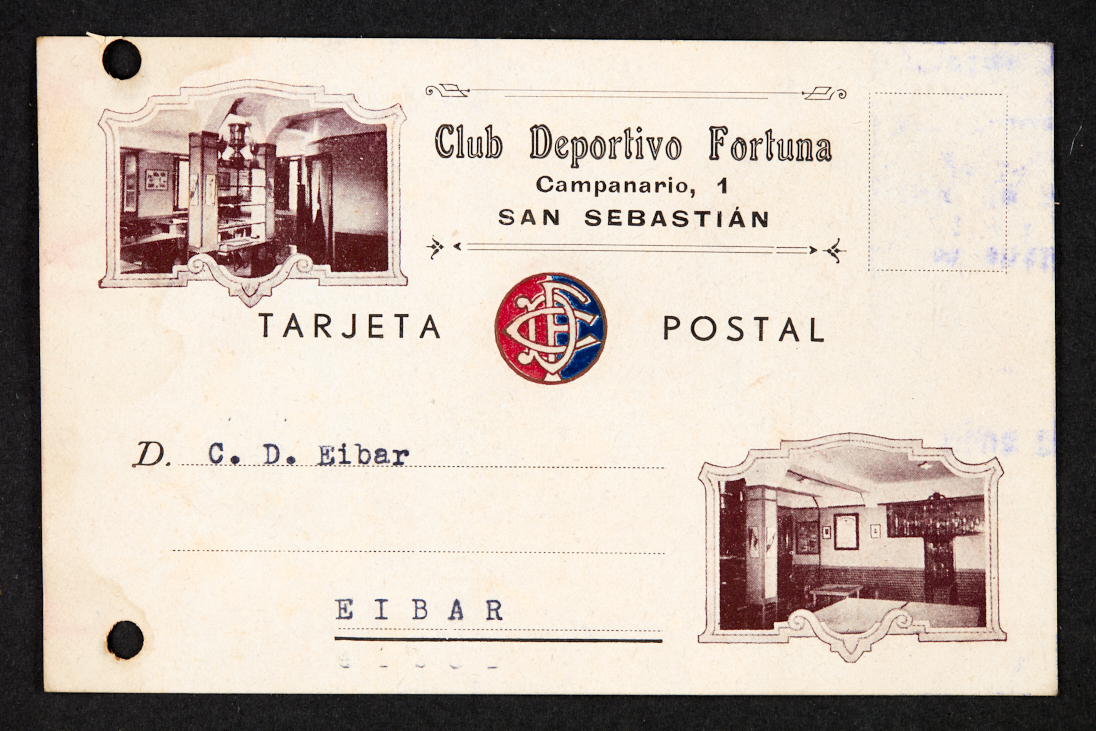 Club Deportivo Fortuna
Campanario, 1
SAN SEBASTIÁN
TARJETA POSTAL
D. C. D. Eibar
EIBAR